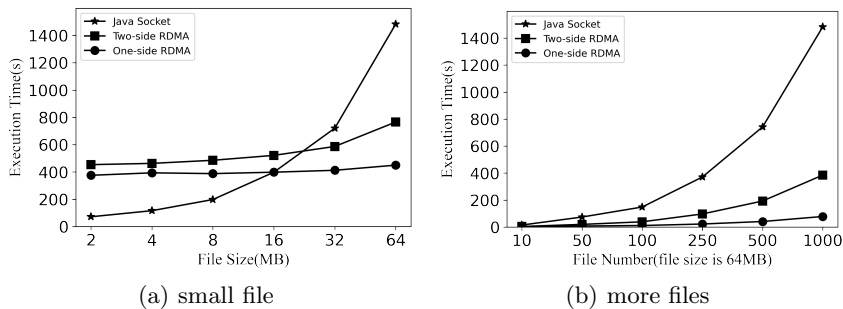 Execution Time(s)
1400
1200
1000
800
600
400
200
0
Java Socket
Two-side RDMA
One-side RDMA
2 4 8 16 32 64
File Size(MB)
(a) small file
Execution Time(s)
1400
1200
1000
800
600
400
200
0
Java Socket
Two-side RDMA
One-side RDMA
10 50 100 250 500 1000
File Number(file size is 64MB)
(b) more files